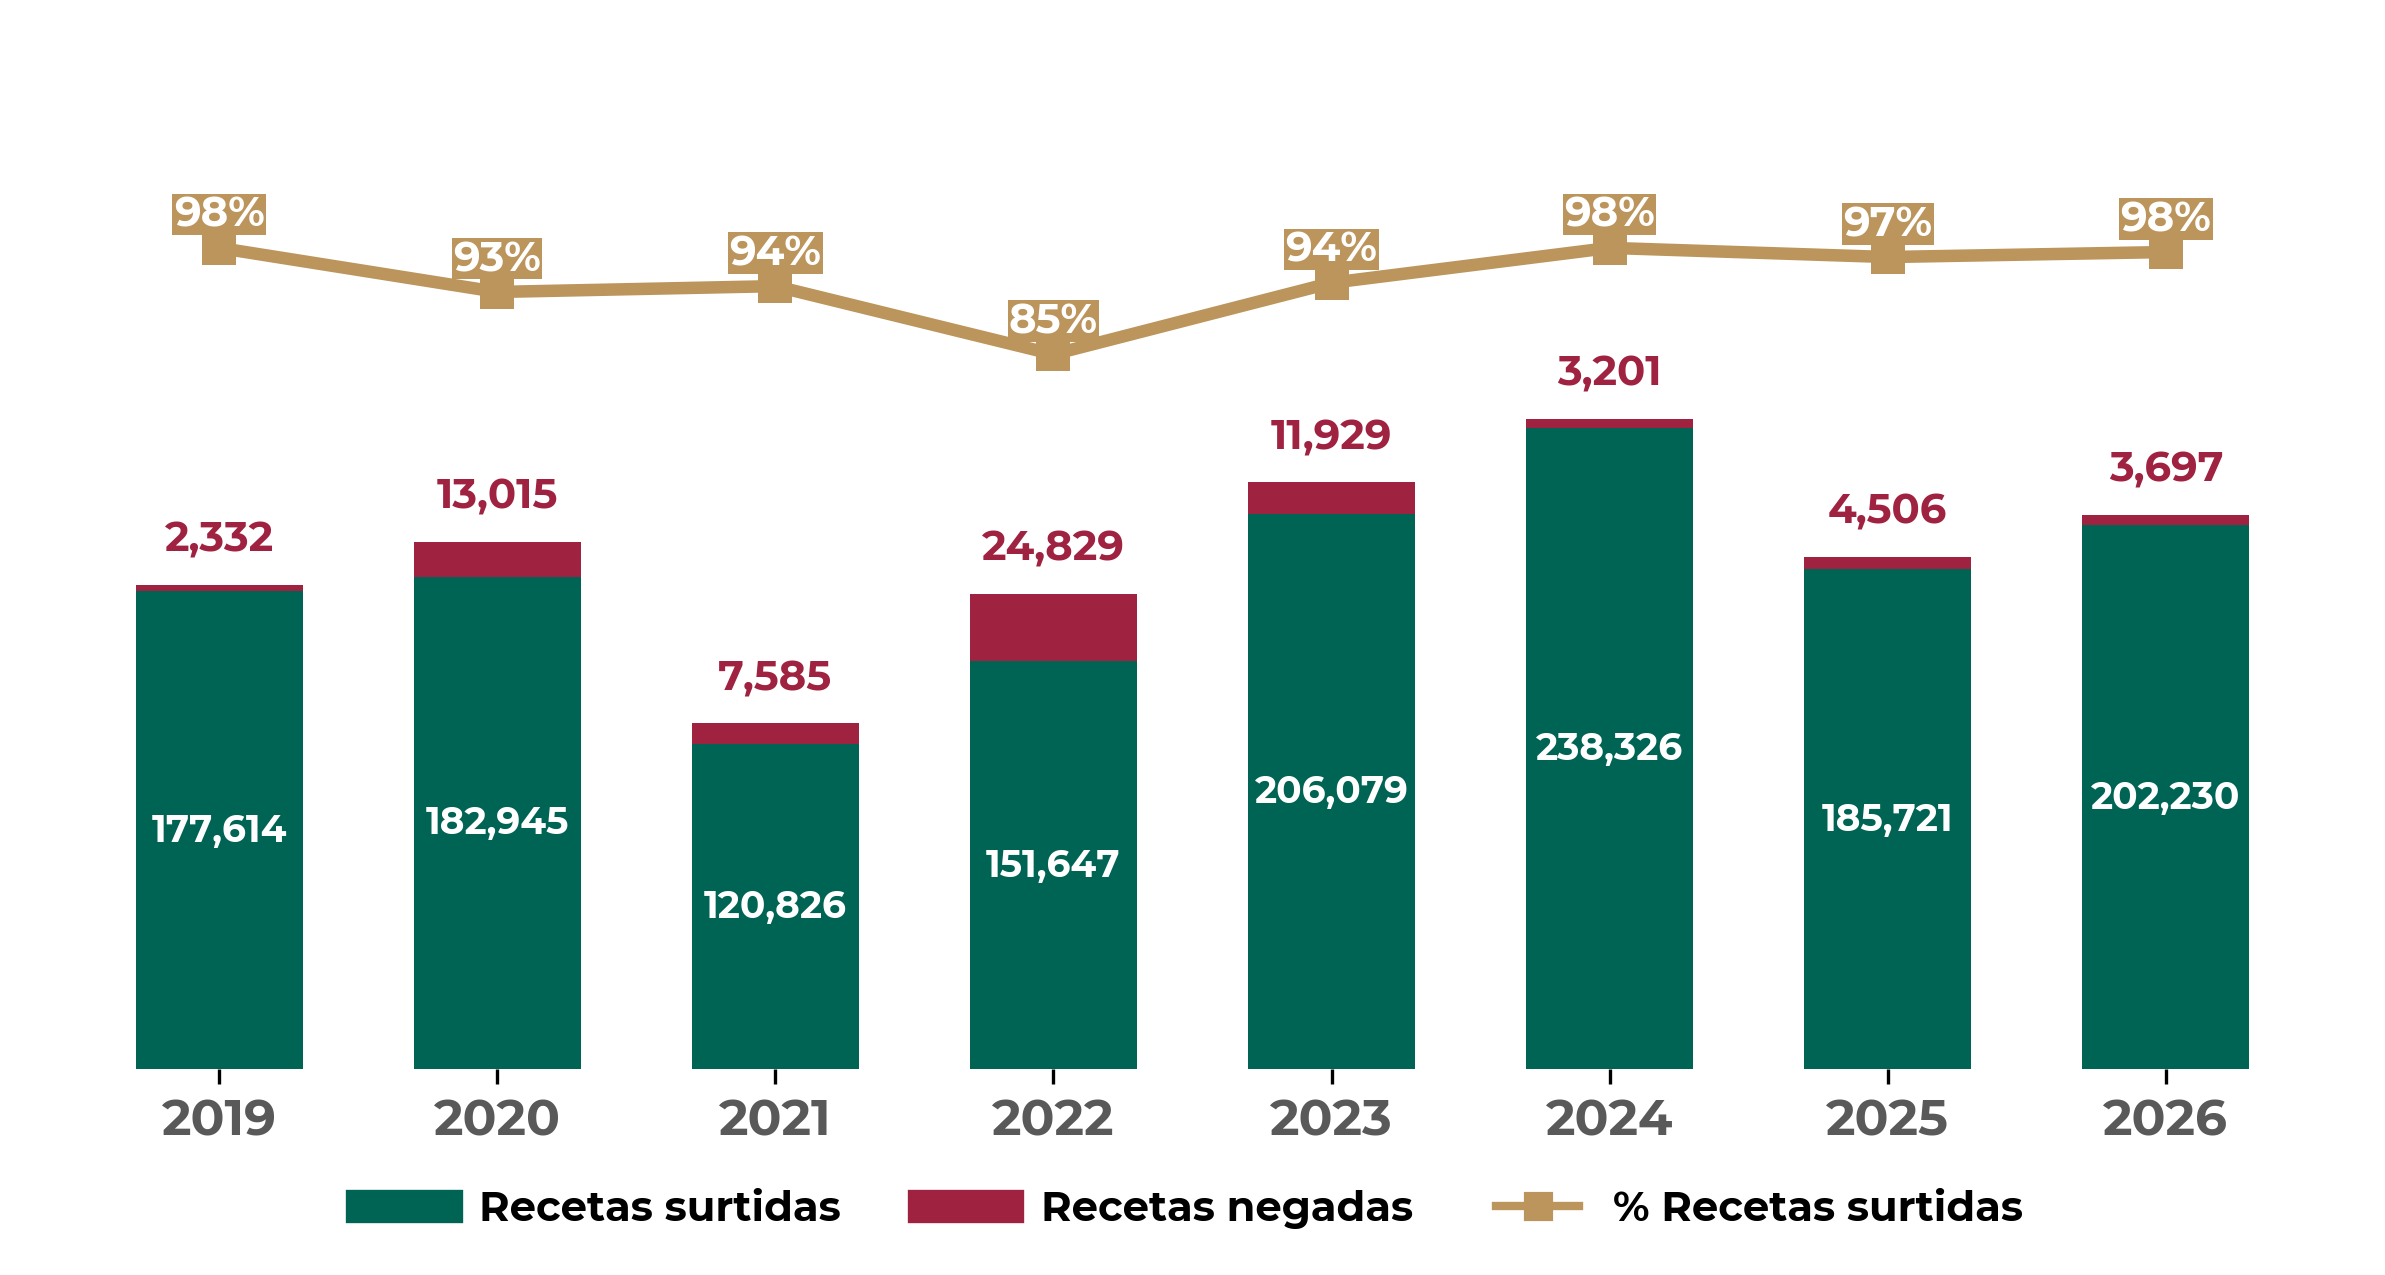 98% 93% 94% 85% 94% 98% 97% 98%
2,332 13,015 7,585 24,829 11,929 3,201 4,506 3,697
177,614 182,945 120,826 151,647 206,079 238,326 185,721 202,230
2019 2020 2021 2022 2023 2024 2025 2026
Recetas surtidas Recetas negadas % Recetas surtidas